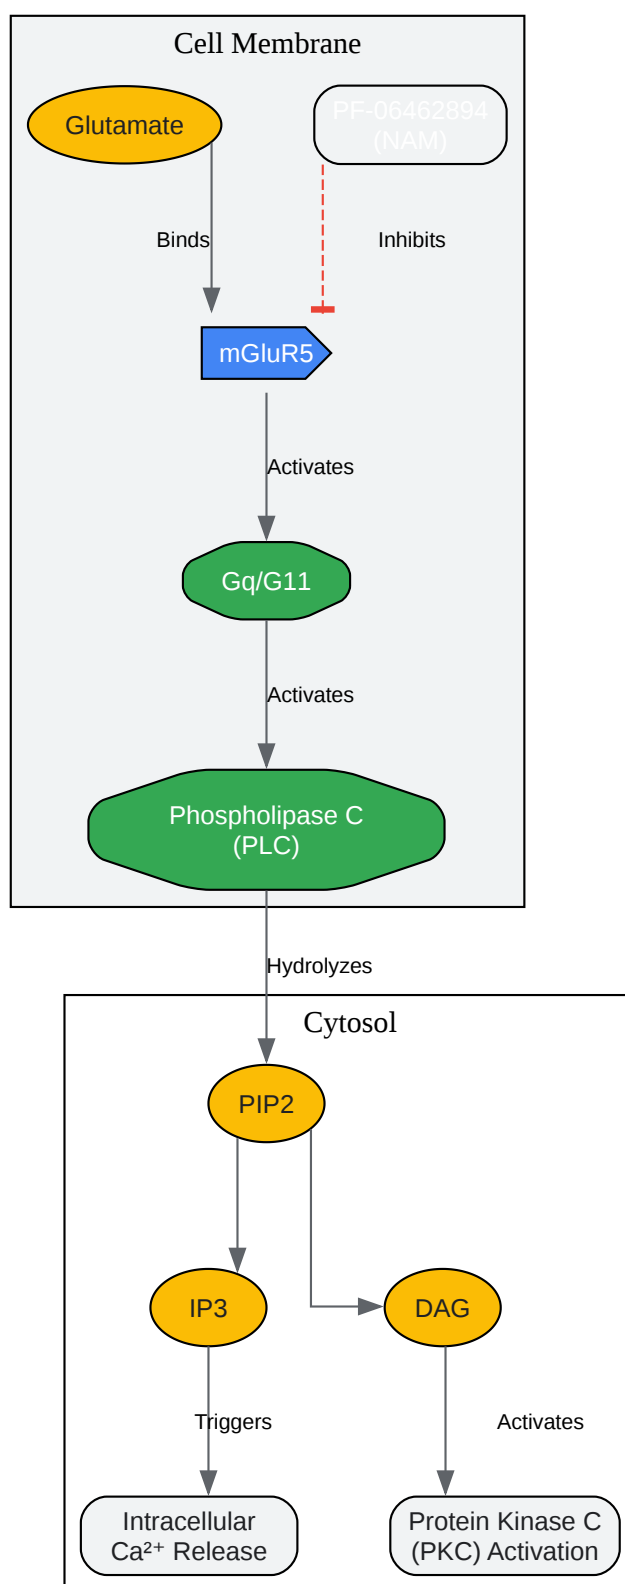 Cell Membrane
Glutamate
PF-06462894
(NAM)
Binds
Inhibits
mGluR5
Activates
Gq/G11
Activates
Phospholipase C
(PLC)
Hydrolyzes
Cytosol
PIP2
IP3
DAG
Triggers
Activates
Intracellular
Ca²⁺ Release
Protein Kinase C
(PKC) Activation